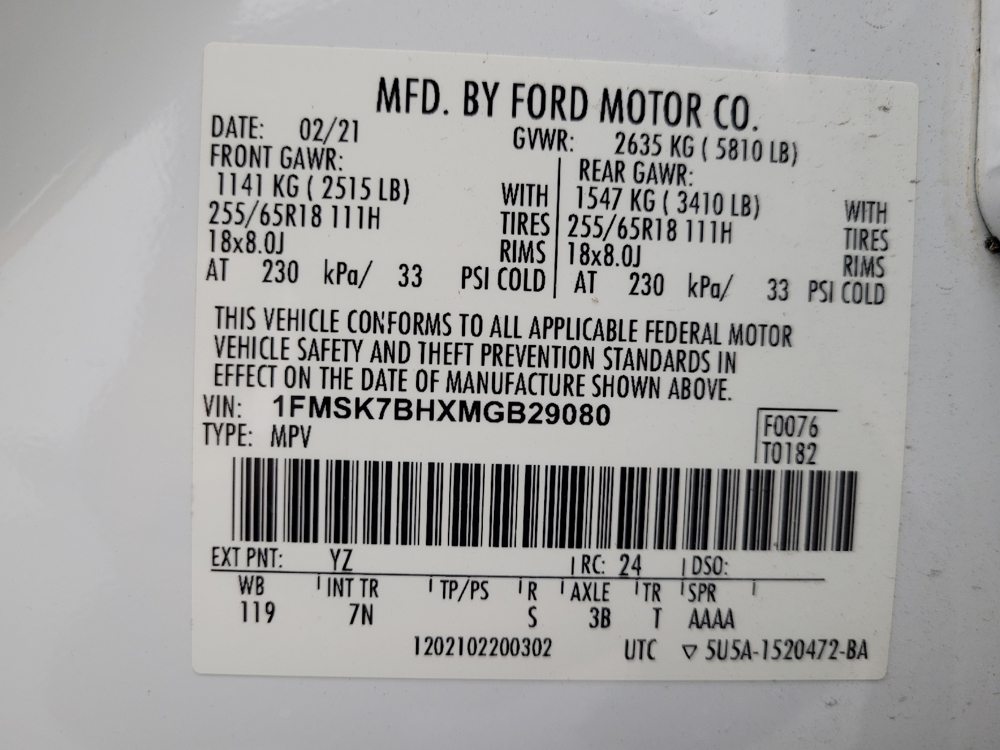 MFD. BY FORD MOTOR CO.
DATE: 02/21 GVWR: 2635 KG ( 5810 LB)
FRONT GAWR: REAR GAWR:
1141 KG ( 2515 LB) WITH 1547 KG ( 3410 LB) WITH
255/65R18 111H TIRES 255/65R18 111H TIRES
18x8.0J RIMS 18x8.0J RIMS
AT 230 kPa/ 33 PSI COLD AT 230 kPa/ 33 PSI COLD
THIS VEHICLE CONFORMS TO ALL APPLICABLE FEDERAL MOTOR
VEHICLE SAFETY AND THEFT PREVENTION STANDARDS IN
EFFECT ON THE DATE OF MANUFACTURE SHOWN ABOVE.
VIN: 1FMSK7BHXMGB29080
TYPE: MPV
F0076
T0182
EXT PNT: YZ RC: 24 DSO:
WB INT TR TP/PS R AXLE TR SPR
119 7N S 3B T AAAA
1202102200302 UTC ▽ 5U5A-1520472-BA